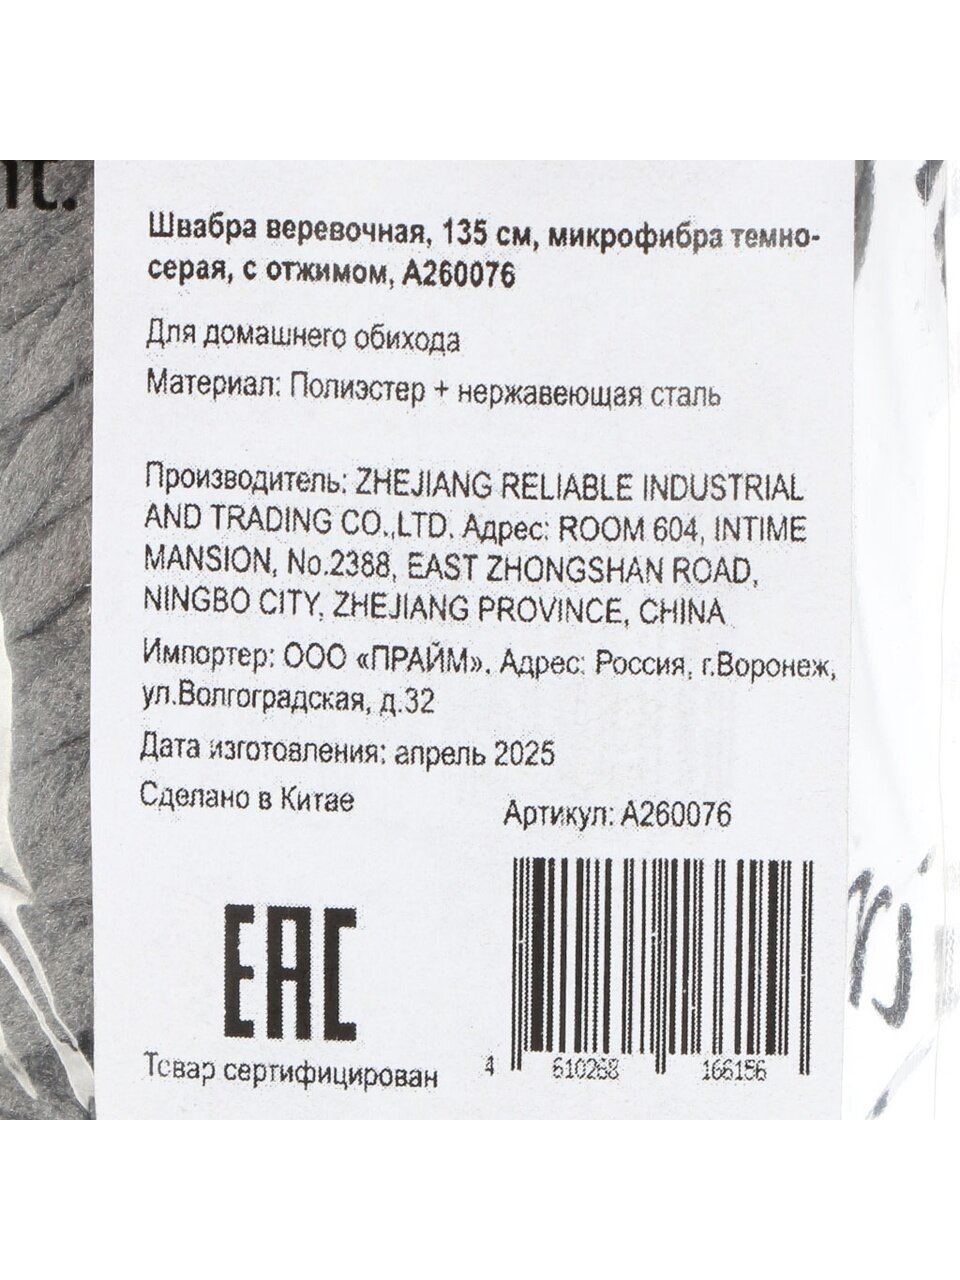 nt.
Швабра веревочная, 135 см, микрофибра темно-
серая, с отжимом, А260076
Для домашнего обихода
Материал: Полиэстер + нержавеющая сталь
Производитель: ZHEJIANG RELIABLE INDUSTRIAL
AND TRADING CO.,LTD. Адрес: ROOM 604, INTIME
MANSION, No.2388, EAST ZHONGSHAN ROAD,
NINGBO CITY, ZHEJIANG PROVINCE, CHINA
Импортер: ООО «ПРАЙМ». Адрес: Россия, г.Воронеж,
ул.Волгоградская, д.32
Дата изготовления: апрель 2025
Сделано в Китае
Артикул: А260076
EAC
Товар сертифицирован
4 610268 166156